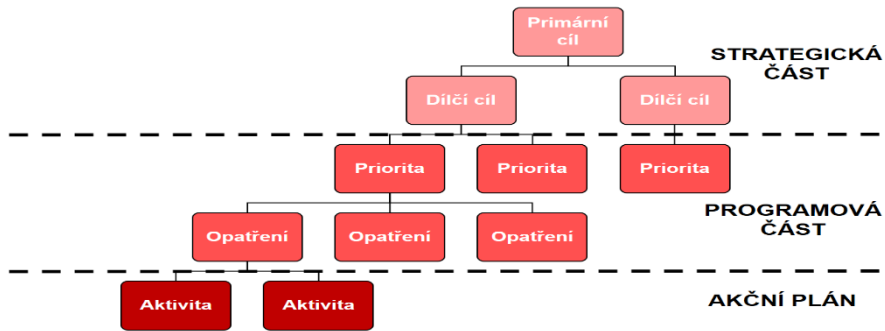 Primární
cíl
STRATEGICKÁ
ČÁST
Dílčí cíl
Dílčí cíl
Priorita
Priorita
Priorita
PROGRAMOVÁ
ČÁST
Opatření
Opatření
Opatření
Aktivita
Aktivita
AKČNÍ PLÁN